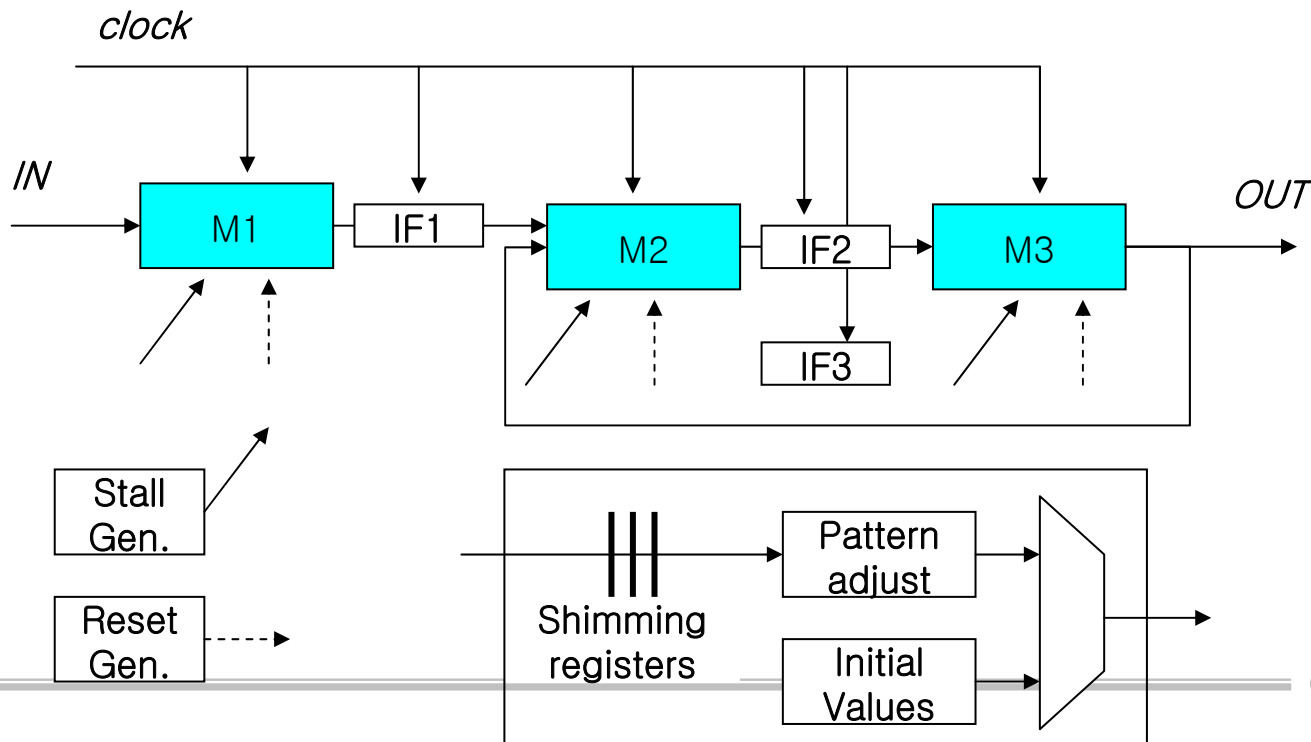 clock
IN
OUT
M1
IF1
M2
IF2
M3
IF3
Stall
Gen.
Reset
Gen.
Shimming
registers
Pattern
adjust
Initial
Values